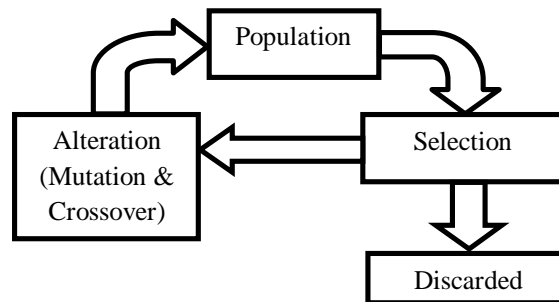 Population
Alteration
(Mutation &
Crossover)
Selection
Discarded